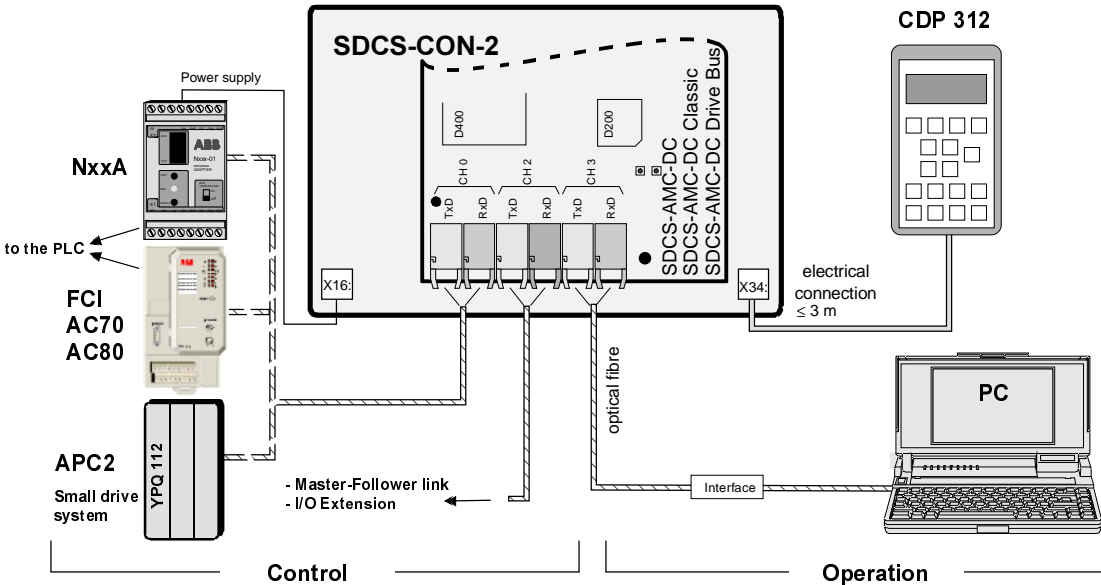 SDCS-CON-2
CDP 312
Power supply
ABB
Nxxx-01
ADAPTER
NxxA
to the PLC
D400
D200
CH 0
CH 2
CH 3
TxD
RxD
TxD
RxD
TxD
RxD
SDCS-AMC-DC
SDCS-AMC-DC Classic
SDCS-AMC-DC Drive Bus
X16:
X34:
electrical
connection
≤ 3 m
FCI
AC70
AC80
ABB
optical fibre
PC
APC2
Small drive
system
YPQ 112
- Master-Follower link
- I/O Extension
Interface
Control
Operation